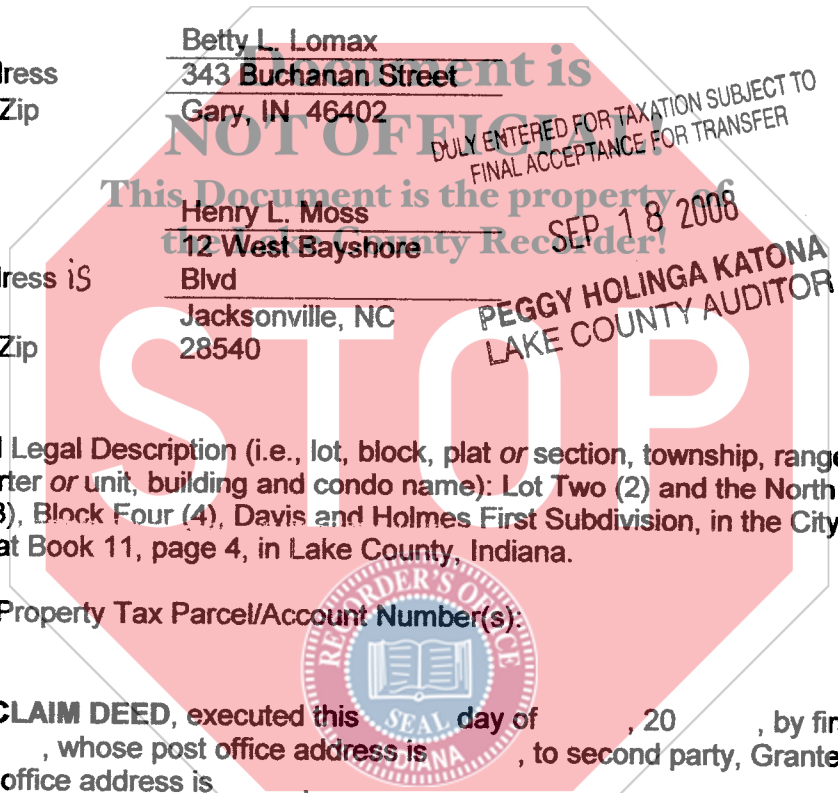 Betty L. Lomax
dress 343 Buchanan Street
Zip Gary, IN 46402
Document is
NOT OFFICIAL!
This Document is the property of
the Lake County Recorder!
DULY ENTERED FOR TAXATION SUBJECT TO
FINAL ACCEPTANCE FOR TRANSFER
SEP 18 2008
PEGGY HOLINGA KATONA
LAKE COUNTY AUDITOR
Henry L. Moss
12 West Bayshore
dress is Blvd
Jacksonville, NC
Zip 28540
STOP
l Legal Description (i.e., lot, block, plat or section, township, range
rter or unit, building and condo name): Lot Two (2) and the North
3), Block Four (4), Davis and Holmes First Subdivision, in the City
at Book 11, page 4, in Lake County, Indiana.
Property Tax Parcel/Account Number(s):
RECORDER'S OFFICE
SEAL
INDIANA
CLAIM DEED, executed this day of , 20 , by fir
, whose post office address is , to second party, Grante
office address is